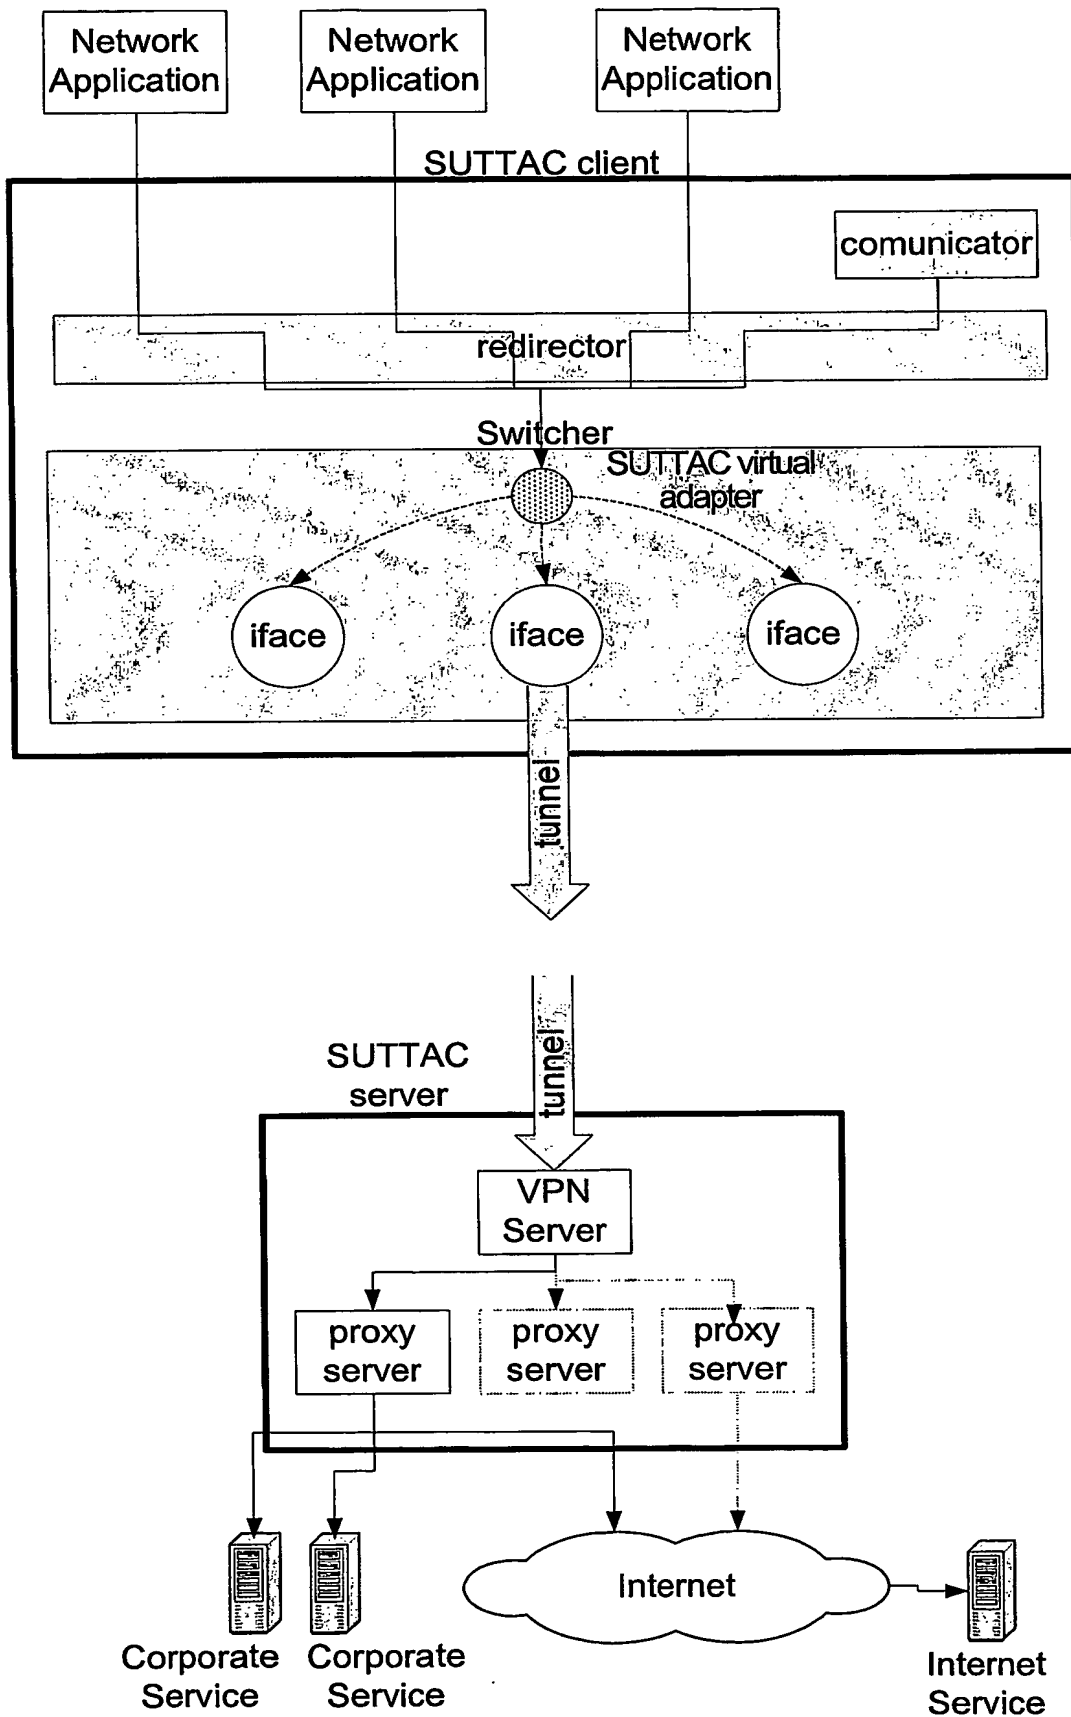 Network
Application
Network
Application
Network
Application
SUTTAC client
comunicator
redirector
Switcher
SUTTAC virtual
adapter
iface
iface
iface
tunnel
tunnel
SUTTAC
server
VPN
Server
proxy
server
proxy
server
proxy
server
Internet
Corporate
Service
Corporate
Service
Internet
Service